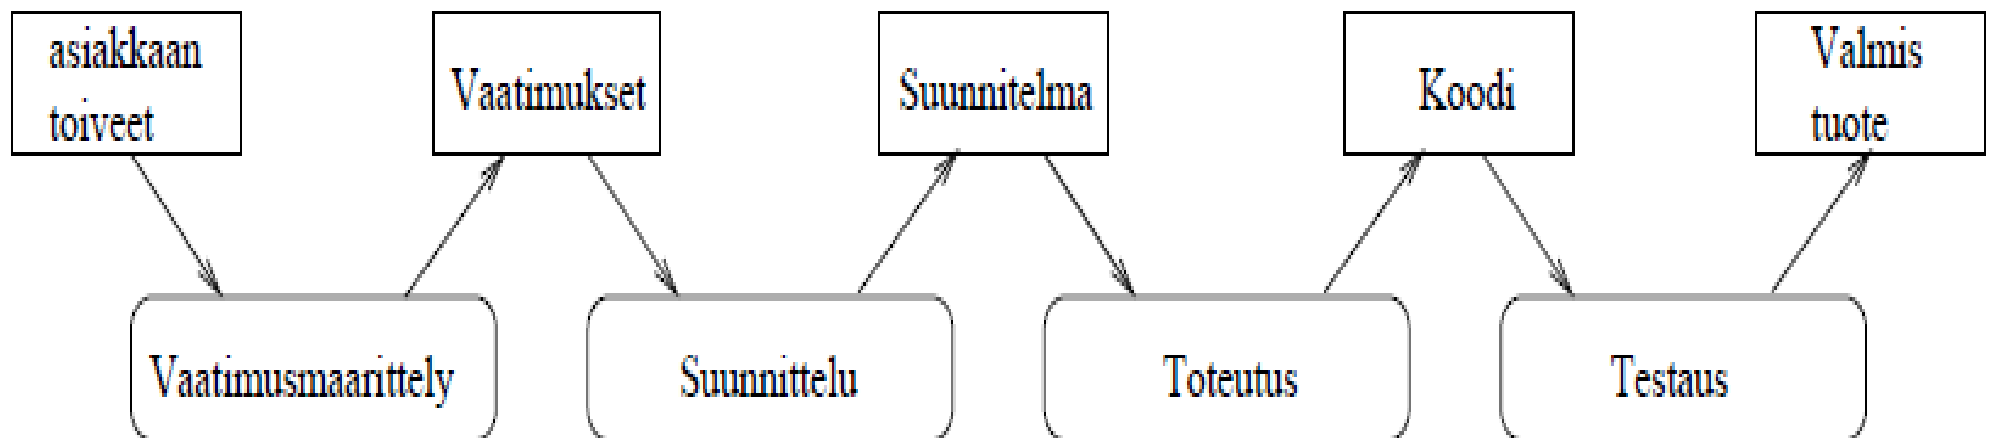 asiakkaan
toiveet
Vaatimukset
Suunnitelma
Koodi
Valmis
tuote
Vaatimusmaarittely
Suunnittelu
Toteutus
Testaus